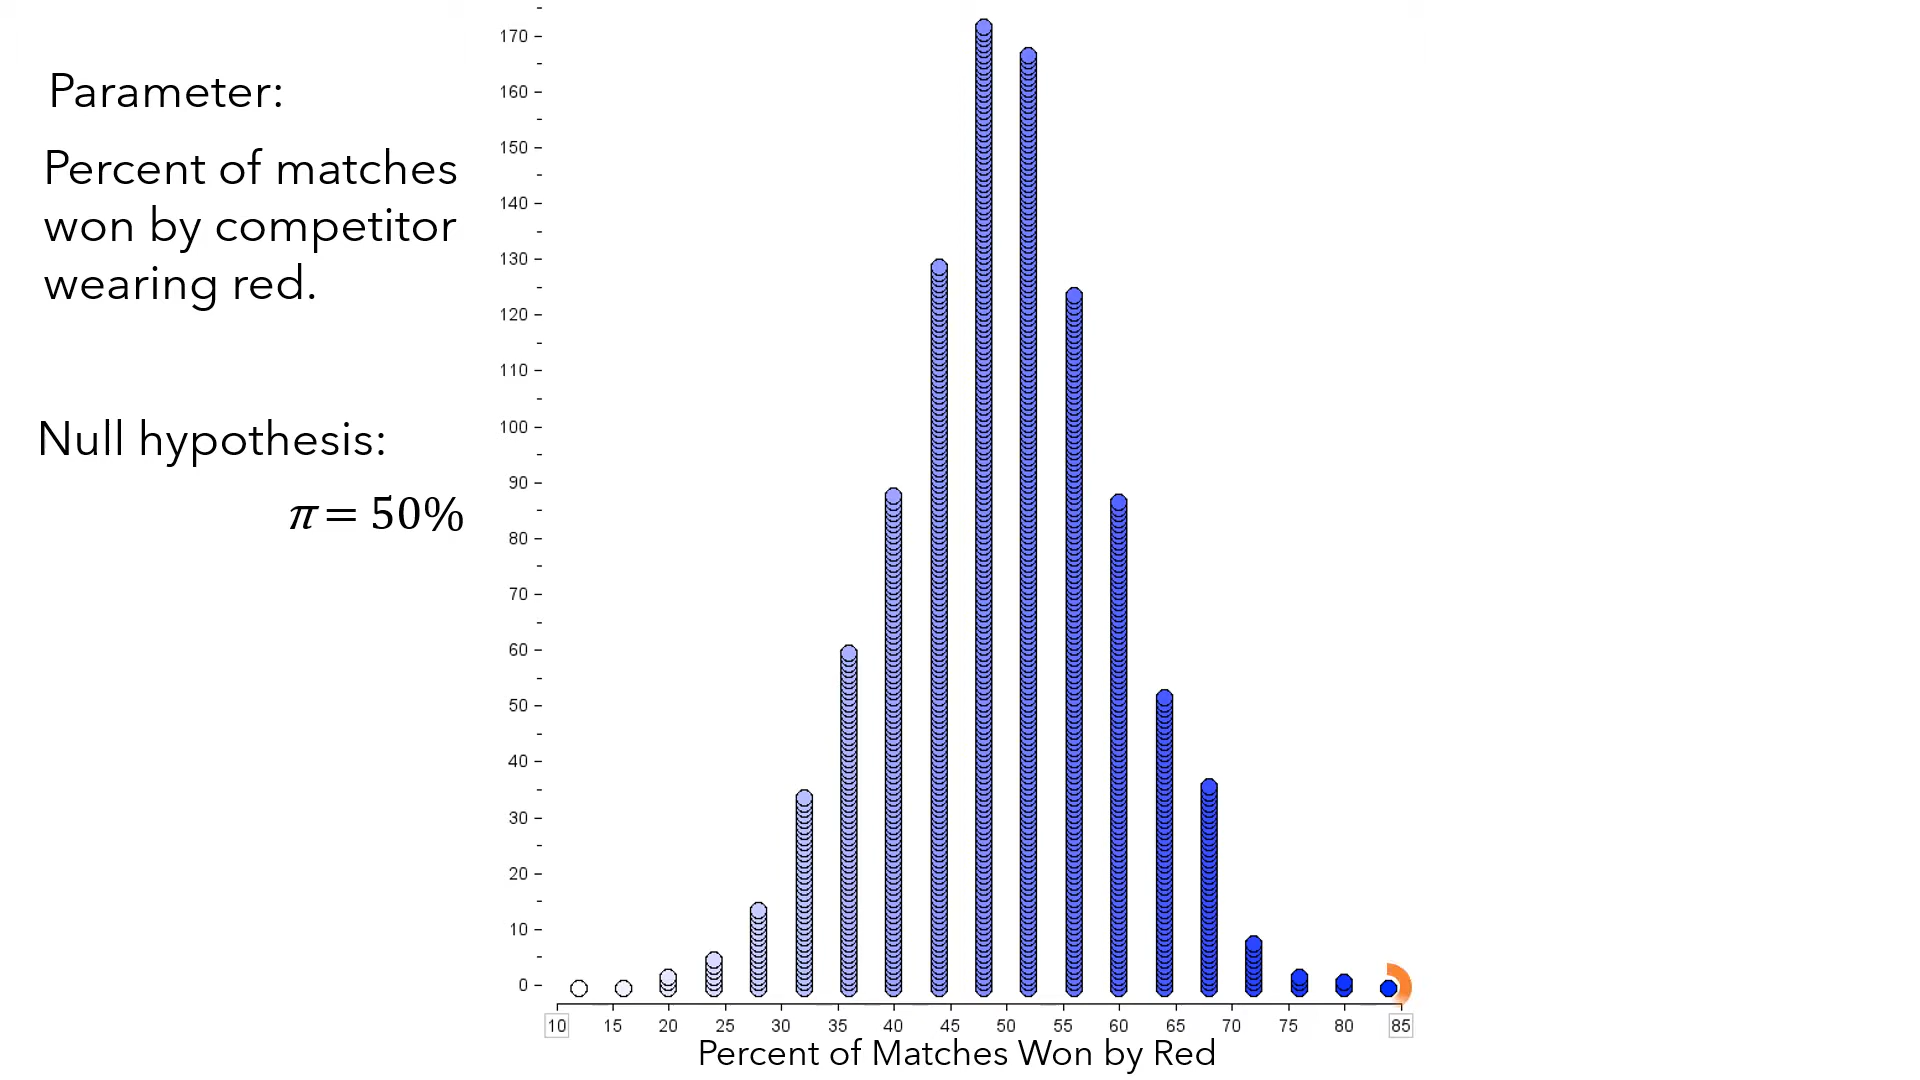 Parameter:
Percent of matches
won by competitor
wearing red.
Null hypothesis:
π = 50%
170
160
150
140
130
120
110
100
90
80
70
60
50
40
30
20
10
0
10 15 20 25 30 35 40 45 50 55 60 65 70 75 80 85
Percent of Matches Won by Red